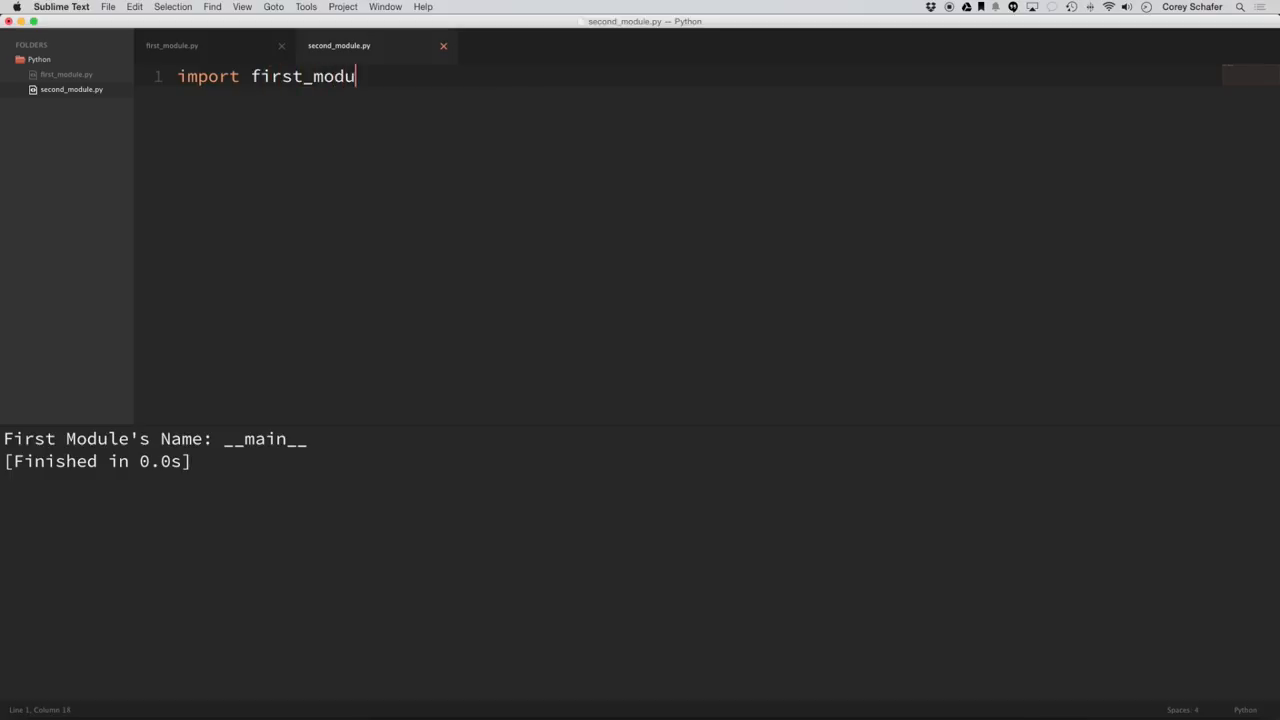 Sublime Text File Edit Selection Find View Goto Tools Project Window Help Corey Schafer
second_module.py — Python
FOLDERS
Python
first_module.py
second_module.py
first_module.py second_module.py
1 import first_modu
First Module's Name: __main__
[Finished in 0.0s]
Line 1, Column 18 Spaces: 4 Python